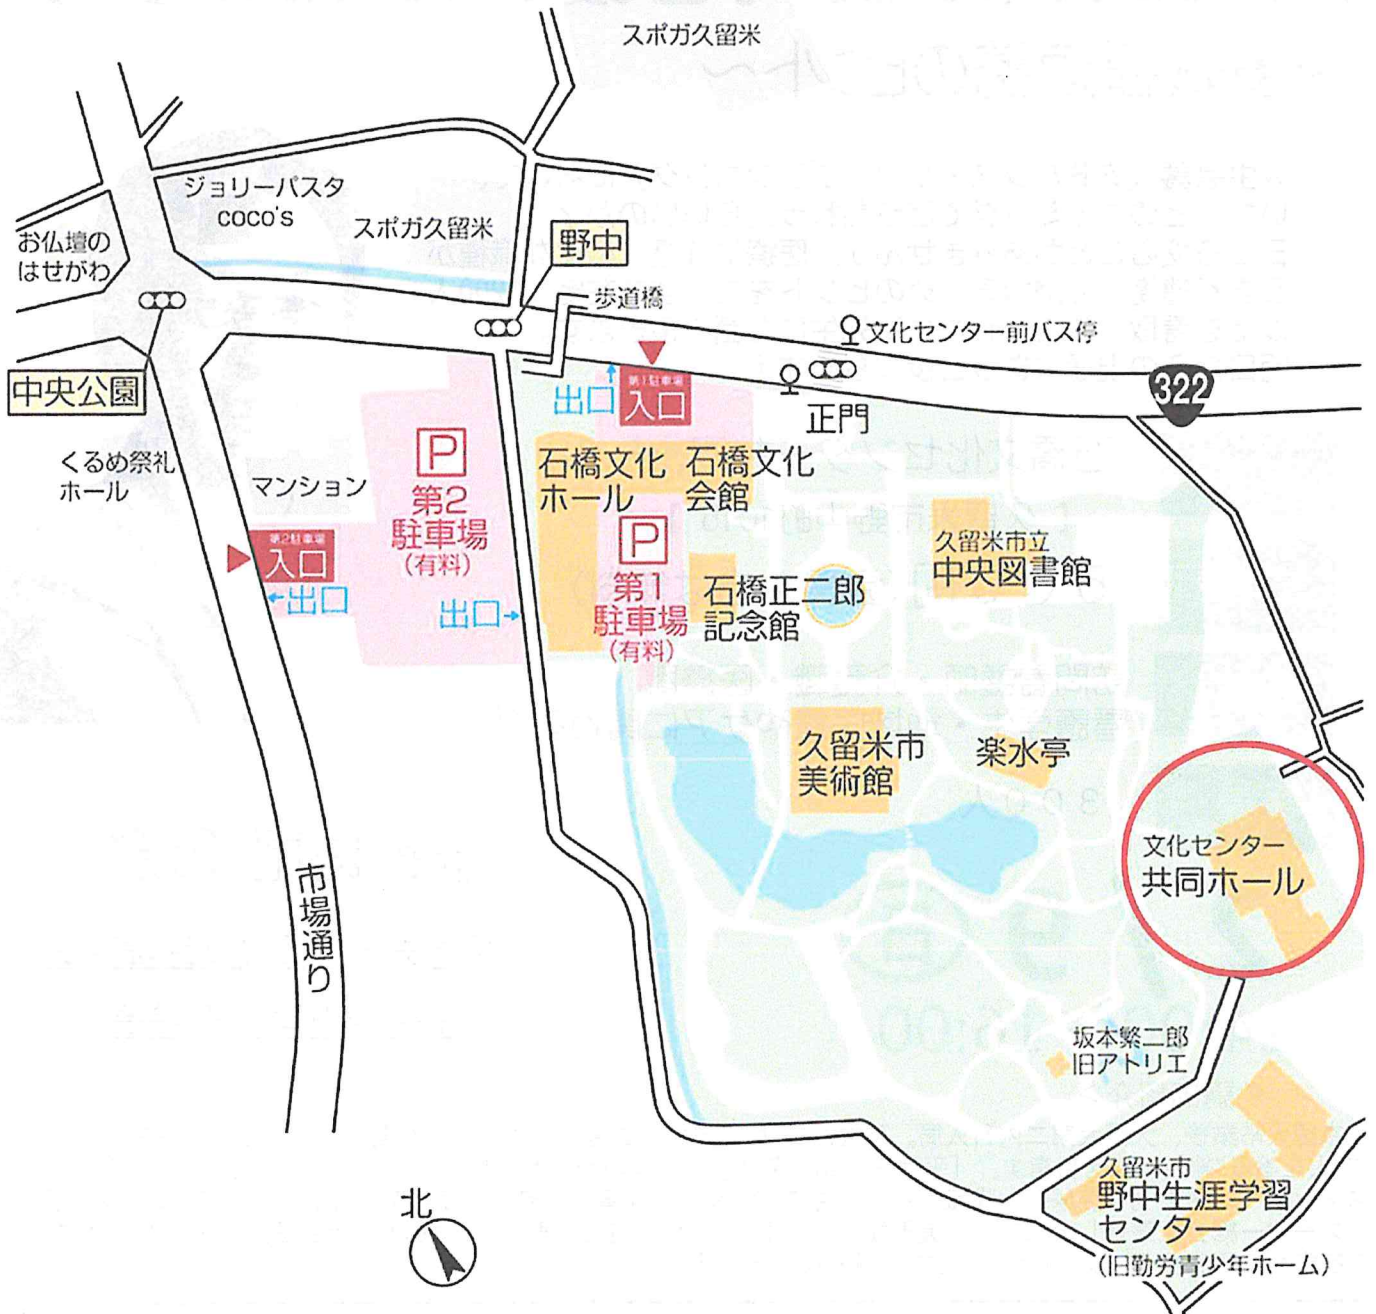 スポガ久留米
ジョリーパスタ
coco's
スポガ久留米
お仏壇の
はせがわ
野中
歩道橋
文化センター前バス停
322
中央公園
出口
第1駐車場
入口
正門
くるめ祭礼
ホール
マンション
P
第2
駐車場
(有料)
石橋文化
ホール
石橋文化
会館
P
第1
駐車場
(有料)
第2駐車場
入口
出口
出口
石橋正二郎
記念館
久留米市立
中央図書館
久留米市
美術館
楽水亭
文化センター
共同ホール
市場通り
坂本繁二郎
旧アトリエ
久留米市
野中生涯学習
センター
(旧勤労青少年ホーム)
北